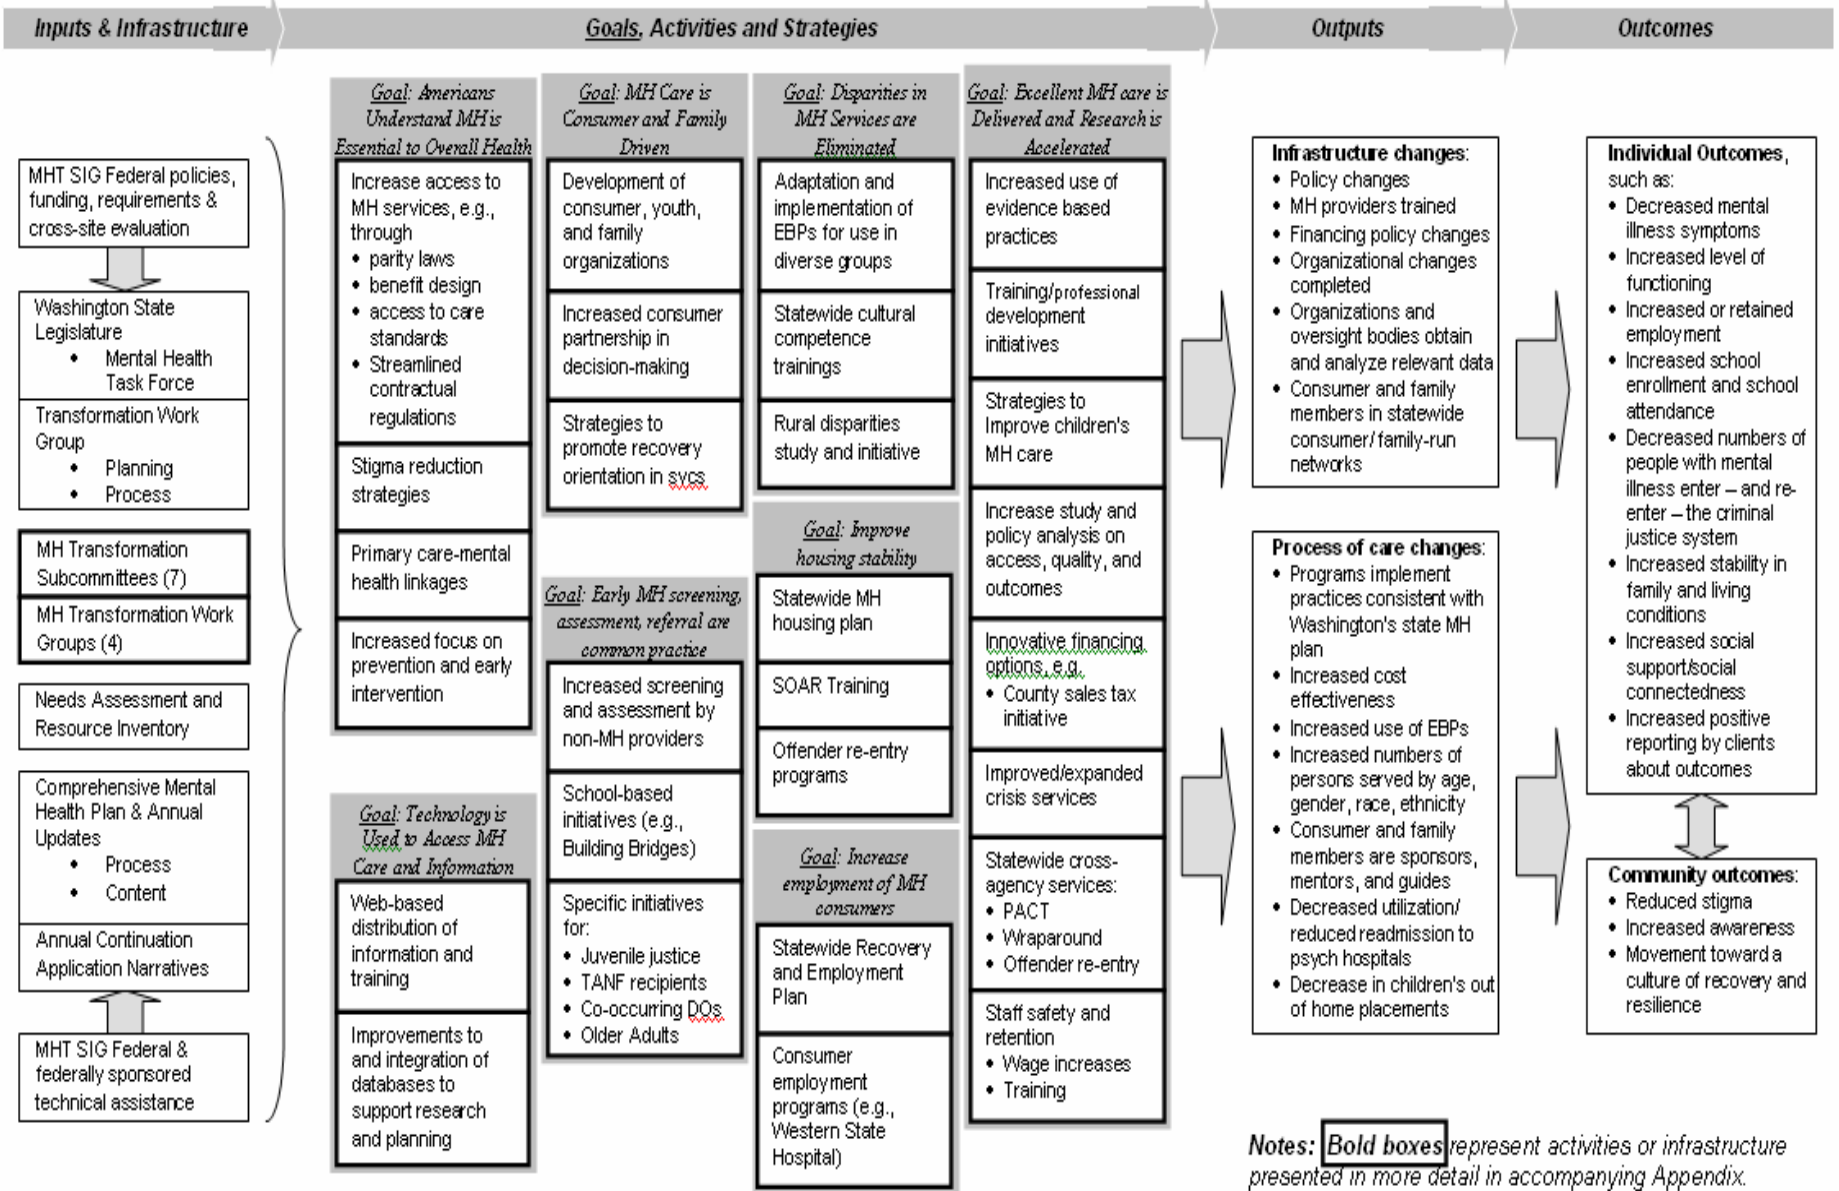 Inputs & Infrastructure
Goals, Activities and Strategies
Outputs
Outcomes
MHT SIG Federal policies,
funding, requirements &
cross-site evaluation
Washington State
Legislature
• Mental Health
Task Force
Transformation Work
Group
• Planning
• Process
MH Transformation
Subcommittees (7)
MH Transformation Work
Groups (4)
Needs Assessment and
Resource Inventory
Comprehensive Mental
Health Plan & Annual
Updates
• Process
• Content
Annual Continuation
Application Narratives
MHT SIG Federal &
federally sponsored
technical assistance
Goal: Americans
Understand MH is
Essential to Overall Health
Increase access to
MH services, e.g.,
through
• parity laws
• benefit design
• access to care
standards
• Streamlined
contractual
regulations
Stigma reduction
strategies
Primary care-mental
health linkages
Increased focus on
prevention and early
intervention
Goal: Technology is
Used to Access MH
Care and Information
Web-based
distribution of
information and
training
Improvements to
and integration of
databases to
support research
and planning
Goal: MH Care is
Consumer and Family
Driven
Development of
consumer, youth,
and family
organizations
Increased consumer
partnership in
decision-making
Strategies to
promote recovery
orientation in svcs
Goal: Early MH screening,
assessment, referral are
common practice
Increased screening
and assessment by
non-MH providers
School-based
initiatives (e.g.,
Building Bridges)
Specific initiatives
for:
• Juvenile justice
• TANF recipients
• Co-occurring DOs
• Older Adults
Goal: Disparities in
MH Services are
Eliminated
Adaptation and
implementation of
EBPs for use in
diverse groups
Statewide cultural
competence
trainings
Rural disparities
study and initiative
Goal: Improve
housing stability
Statewide MH
housing plan
SOAR Training
Offender re-entry
programs
Goal: Increase
employment of MH
consumers
Statewide Recovery
and Employment
Plan
Consumer
employment
programs (e.g.,
Western State
Hospital)
Goal: Excellent MH care is
Delivered and Research is
Accelerated
Increased use of
evidence based
practices
Training/professional
development
initiatives
Strategies to
Improve children's
MH care
Increase study and
policy analysis on
access, quality, and
outcomes
Innovative financing
options, e.g.
• County sales tax
initiative
Improved/expanded
crisis services
Statewide cross-
agency services:
• PACT
• Wraparound
• Offender re-entry
Staff safety and
retention
• Wage increases
• Training
Infrastructure changes:
• Policy changes
• MH providers trained
• Financing policy changes
• Organizational changes
completed
• Organizations and
oversight bodies obtain
and analyze relevant data
• Consumer and family
members in statewide
consumer/ family-run
networks
Process of care changes:
• Programs implement
practices consistent with
Washington's state MH
plan
• Increased cost
effectiveness
• Increased use of EBPs
• Increased numbers of
persons served by age,
gender, race, ethnicity
• Consumer and family
members are sponsors,
mentors, and guides
• Decreased utilization/
reduced readmission to
psych hospitals
• Decrease in children's out
of home placements
Individual Outcomes,
such as:
• Decreased mental
illness symptoms
• Increased level of
functioning
• Increased or retained
employment
• Increased school
enrollment and school
attendance
• Decreased numbers of
people with mental
illness enter – and re-
enter – the criminal
justice system
• Increased stability in
family and living
conditions
• Increased social
support/social
connectedness
• Increased positive
reporting by clients
about outcomes
Community outcomes:
• Reduced stigma
• Increased awareness
• Movement toward a
culture of recovery and
resilience
Notes: Bold boxes represent activities or infrastructure
presented in more detail in accompanying Appendix.